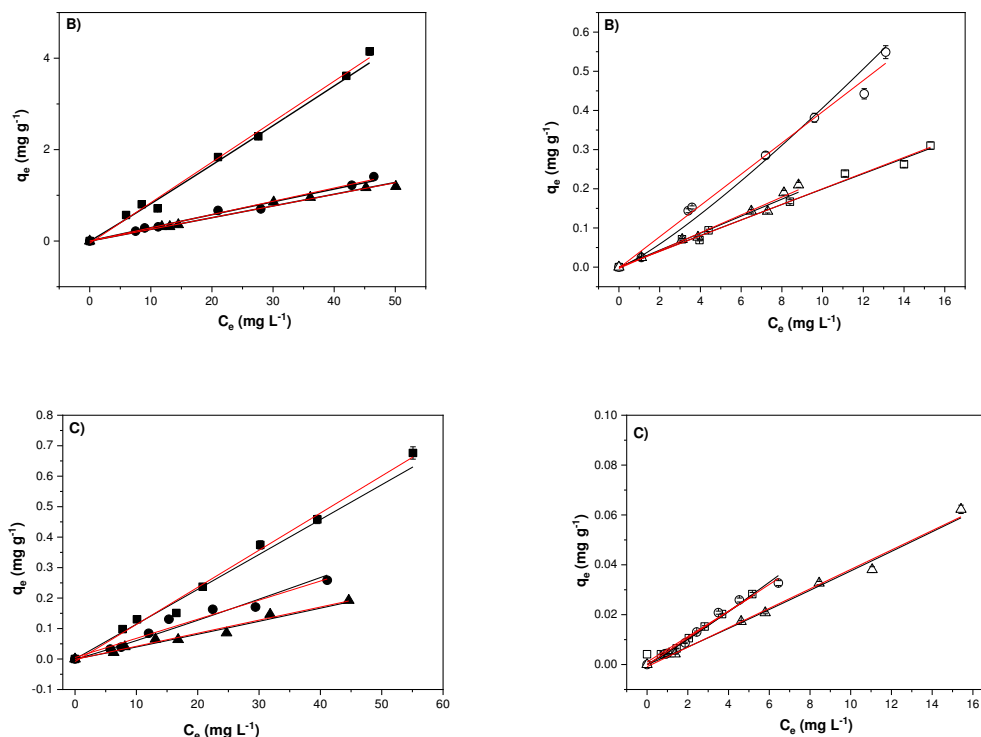 B)
4
2
0
q_e (mg g⁻¹)
0 10 20 30 40 50
C_e (mg L⁻¹)
B)
0.6
0.5
0.4
0.3
0.2
0.1
0.0
q_e (mg g⁻¹)
0 2 4 6 8 10 12 14 16
C_e (mg L⁻¹)
C)
0.8
0.7
0.6
0.5
0.4
0.3
0.2
0.1
0.0
-0.1
q_e (mg g⁻¹)
0 10 20 30 40 50 60
C_e (mg L⁻¹)
C)
0.10
0.08
0.06
0.04
0.02
0.00
q_e (mg g⁻¹)
0 2 4 6 8 10 12 14 16
C_e (mg L⁻¹)